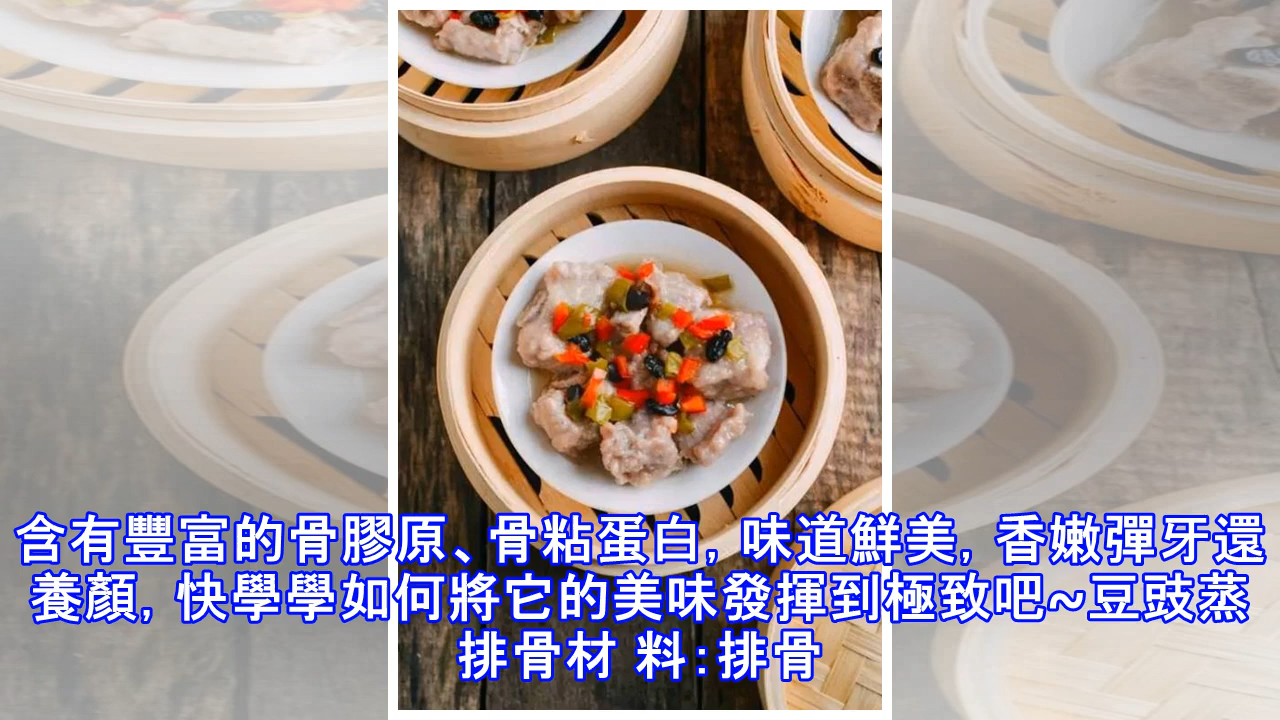 含有豐富的骨膠原、骨粘蛋白, 味道鮮美, 香嫩彈牙還
養顏, 快學學如何將它的美味發揮到極致吧~豆豉蒸
排骨材 料:排骨